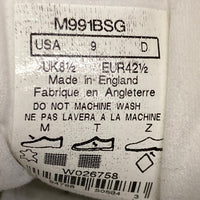 M991BSG
USA 9 D
UK8½ EUR42½
Made in England
Fabrique en Angleterre
DO NOT MACHINE WASH
NE PAS LAVERA A LA MACHINE
M T Z
W026758